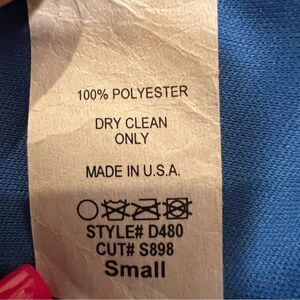 100% POLYESTER
DRY CLEAN
ONLY
MADE IN U.S.A.
STYLE# D480
CUT# S898
Small